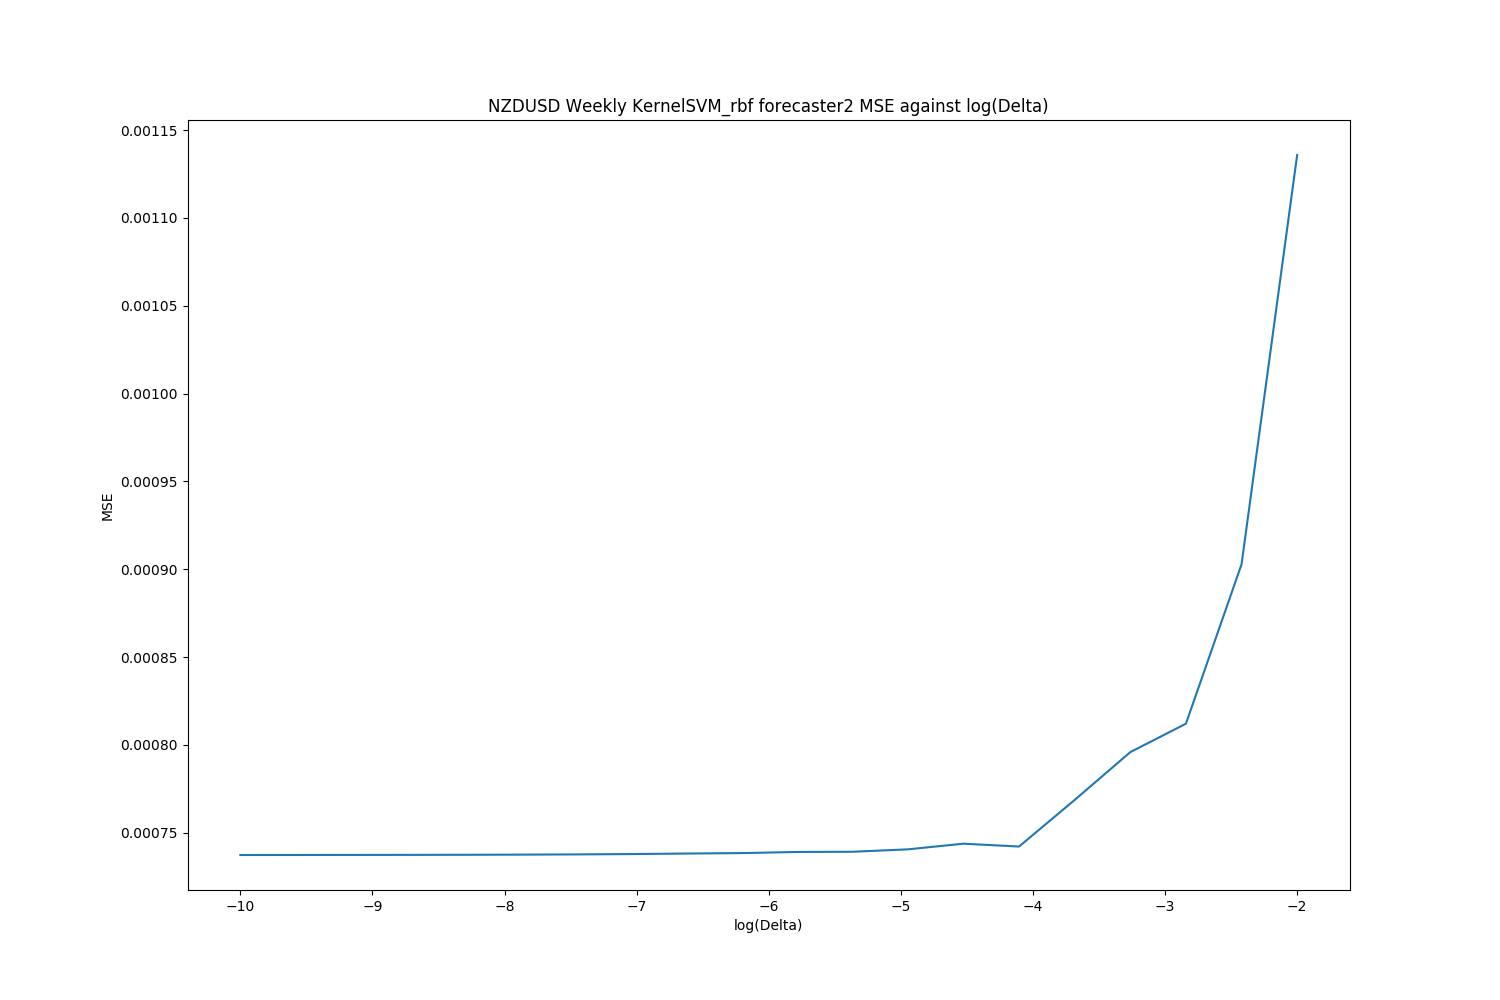 NZDUSD Weekly KernelSVM_rbf forecaster2 MSE against log(Delta)
0.00115
0.00110
0.00105
0.00100
0.00095
0.00090
0.00085
0.00080
0.00075
MSE
−10 −9 −8 −7 −6 −5 −4 −3 −2
log(Delta)